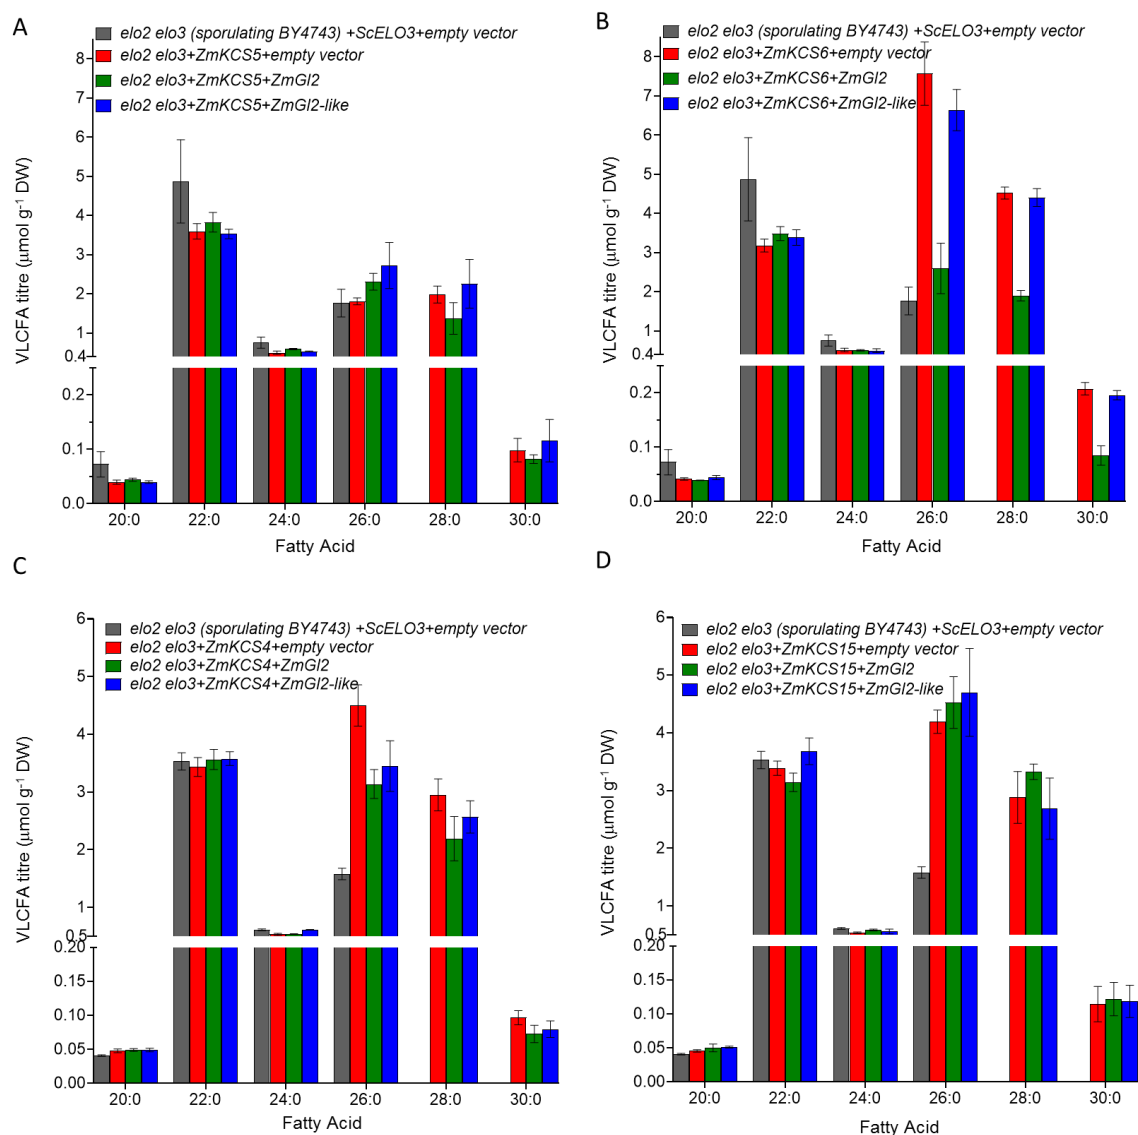 A
elo2 elo3 (sporulating BY4743) +ScELO3+empty vector
elo2 elo3+ZmKCS5+empty vector
elo2 elo3+ZmKCS5+ZmGl2
elo2 elo3+ZmKCS5+ZmGl2-like
VLCFA titre (µmol g⁻¹ DW)
8
7
6
5
4
3
2
1
0.4
0.2
0.1
0.0
20:0 22:0 24:0 26:0 28:0 30:0
Fatty Acid
B
elo2 elo3 (sporulating BY4743) +ScELO3+empty vector
elo2 elo3+ZmKCS6+empty vector
elo2 elo3+ZmKCS6+ZmGl2
elo2 elo3+ZmKCS6+ZmGl2-like
VLCFA titre (µmol g⁻¹ DW)
8
7
6
5
4
3
2
1
0.4
0.2
0.1
0.0
20:0 22:0 24:0 26:0 28:0 30:0
Fatty Acid
C
elo2 elo3 (sporulating BY4743) +ScELO3+empty vector
elo2 elo3+ZmKCS4+empty vector
elo2 elo3+ZmKCS4+ZmGl2
elo2 elo3+ZmKCS4+ZmGl2-like
VLCFA titre (µmol g⁻¹ DW)
6
5
4
3
2
1
0.5
0.20
0.15
0.10
0.05
0.00
20:0 22:0 24:0 26:0 28:0 30:0
Fatty Acid
D
elo2 elo3 (sporulating BY4743) +ScELO3+empty vector
elo2 elo3+ZmKCS15+empty vector
elo2 elo3+ZmKCS15+ZmGl2
elo2 elo3+ZmKCS15+ZmGl2-like
VLCFA titre (µmol g⁻¹ DW)
6
5
4
3
2
1
0.5
0.20
0.15
0.10
0.05
0.00
20:0 22:0 24:0 26:0 28:0 30:0
Fatty Acid